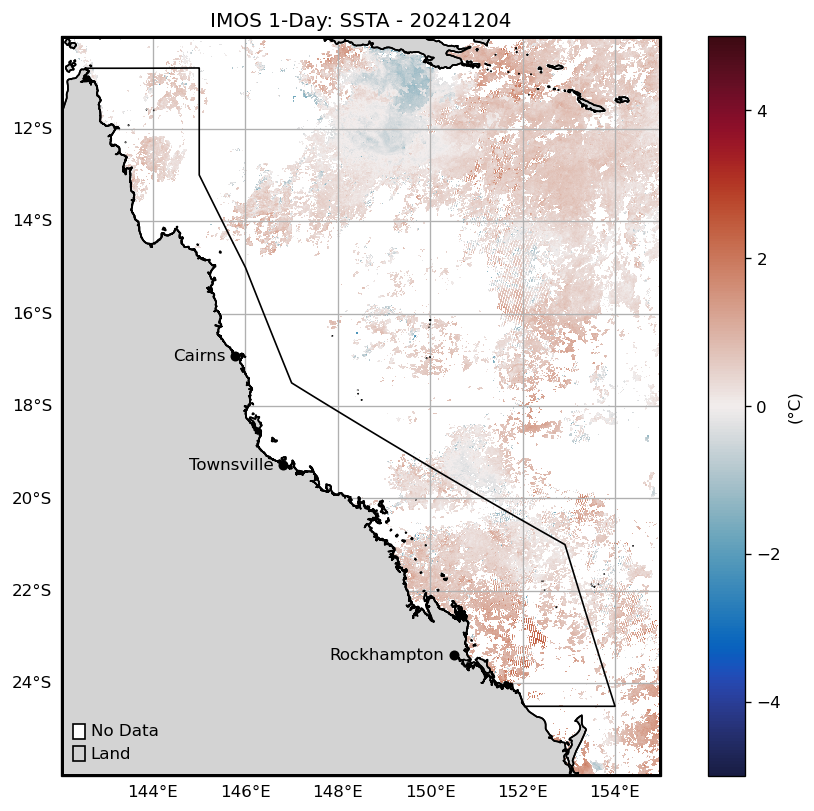 IMOS 1-Day: SSTA - 20241204
12°S
14°S
16°S
18°S
20°S
22°S
24°S
Cairns
Townsville
Rockhampton
No Data
Land
144°E
146°E
148°E
150°E
152°E
154°E
4
2
0
−2
−4
(°C)